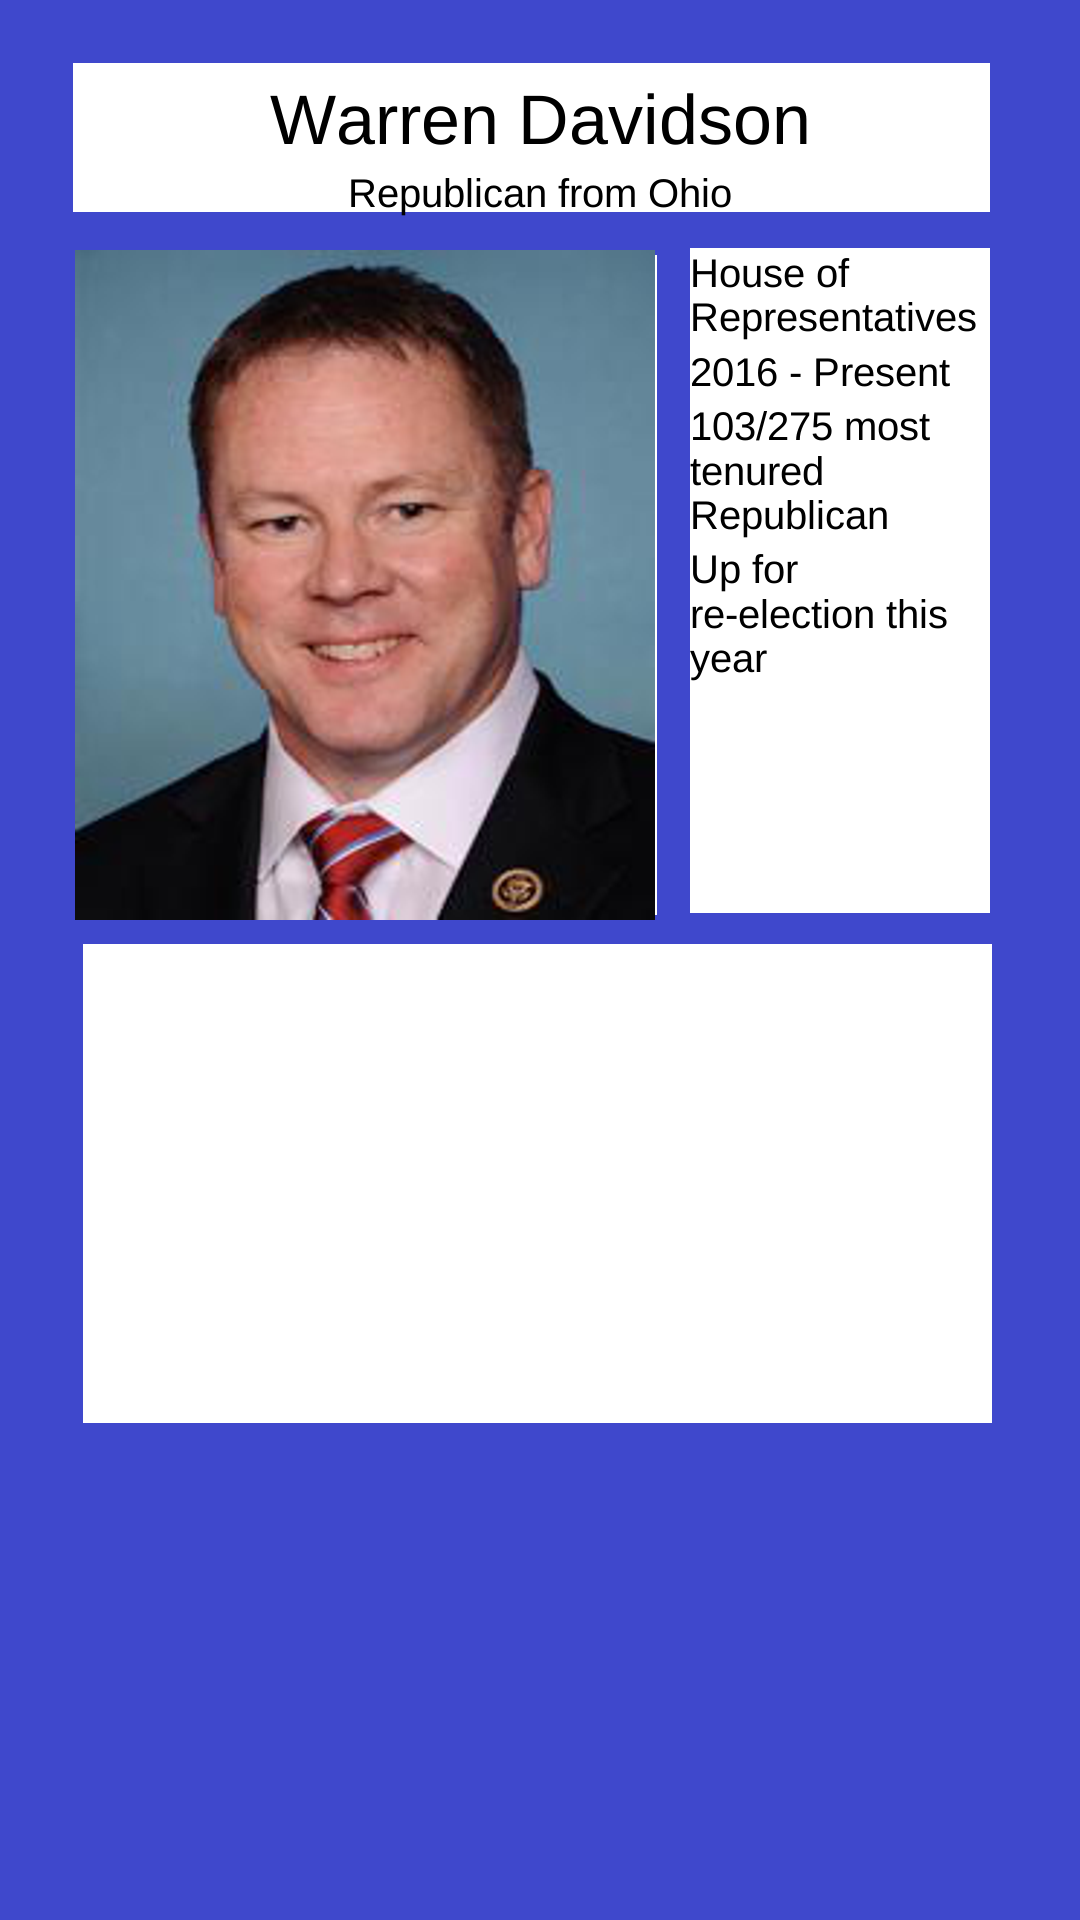 Warren Davidson
Republican from Ohio
House of
Representatives
2016 - Present
103/275 most
tenured
Republican
Up for
re-election this
year